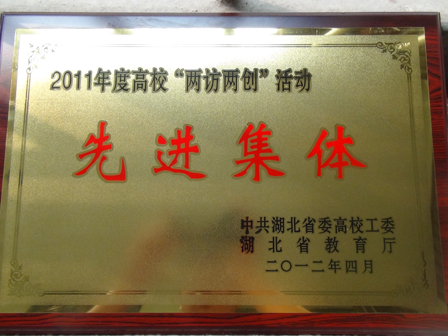 2011年度高校“两访两创”活动
先进集体
中共湖北省委高校工委
湖北省教育厅
二〇一二年四月